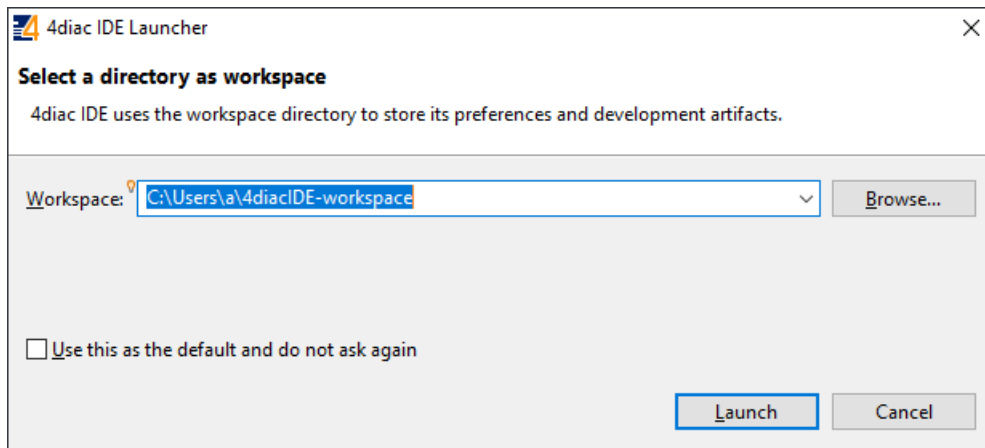 4diac IDE Launcher
Select a directory as workspace
4diac IDE uses the workspace directory to store its preferences and development artifacts.
Workspace: C:\Users\a\4diacIDE-workspace Browse...
Use this as the default and do not ask again
Launch Cancel